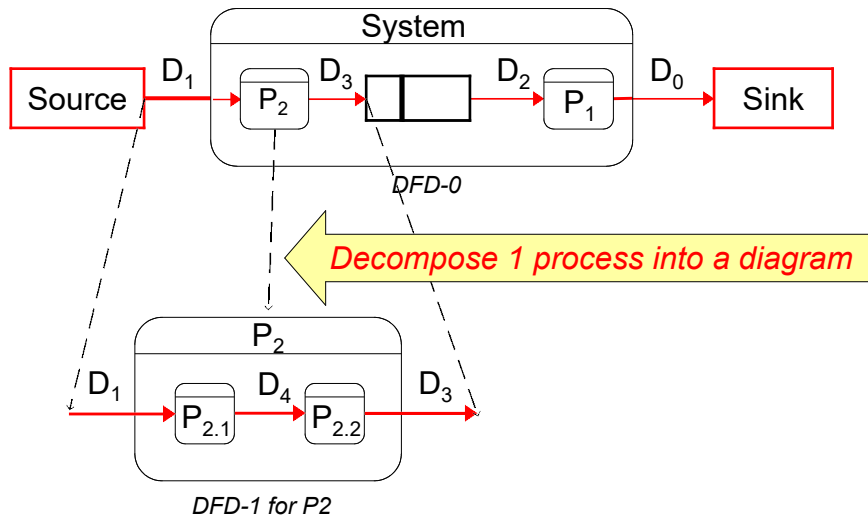 System
Source
D₁
P₂
D₃
D₂
P₁
D₀
Sink
DFD-0
Decompose 1 process into a diagram
P₂
D₁
P₂.₁
D₄
P₂.₂
D₃
DFD-1 for P2